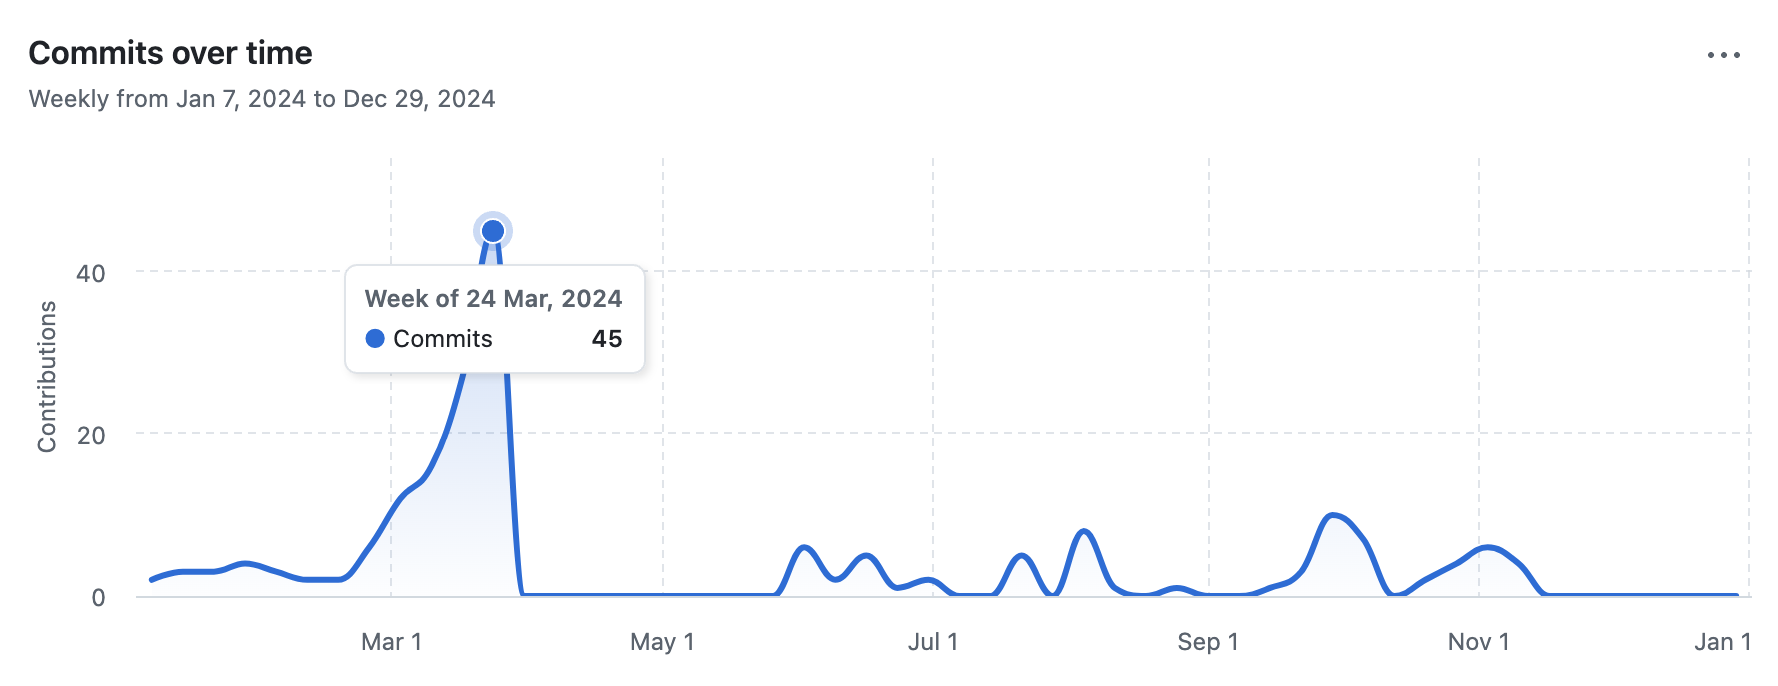 Commits over time
Weekly from Jan 7, 2024 to Dec 29, 2024
Contributions
40
20
0
Week of 24 Mar, 2024
Commits 45
Mar 1 May 1 Jul 1 Sep 1 Nov 1 Jan 1